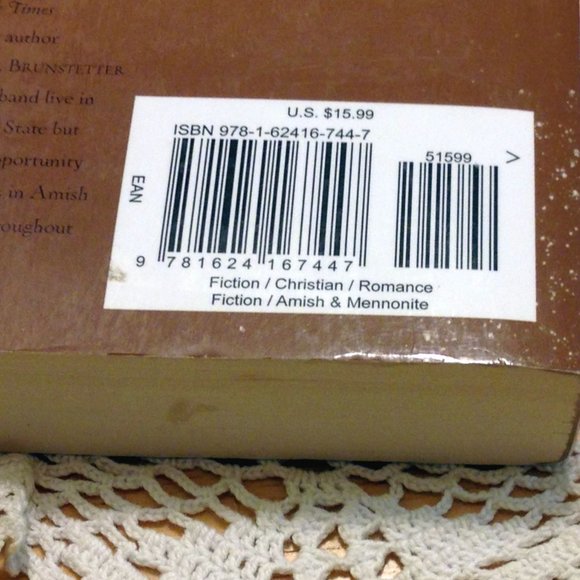 Times
author
BRUNSTETTER
band live in
State but
pportunity
in Amish
oughout
U.S. $15.99
ISBN 978-1-62416-744-7
51599 >
EAN
9 781624 167447
Fiction / Christian / Romance
Fiction / Amish & Mennonite